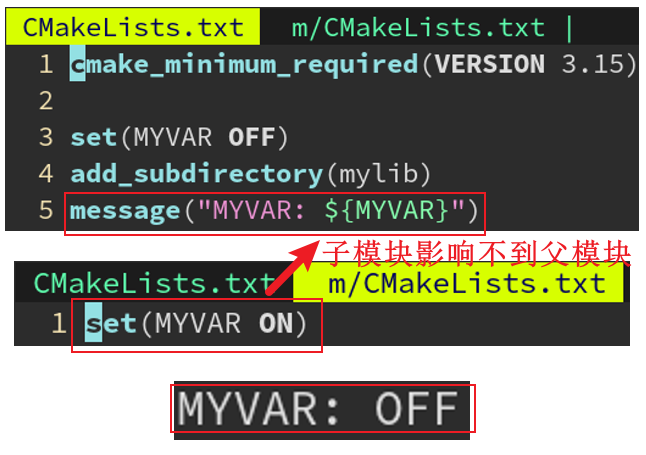 CMakeLists.txt m/CMakeLists.txt |
1 cmake_minimum_required(VERSION 3.15)
2
3 set(MYVAR OFF)
4 add_subdirectory(mylib)
5 message("MYVAR: ${MYVAR}")
子模块影响不到父模块
CMakeLists.txt m/CMakeLists.txt
1 set(MYVAR ON)
MYVAR: OFF